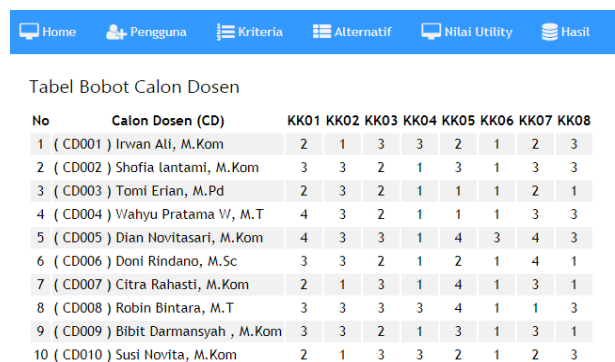 Home Pengguna Kriteria Alternatif Nilai Utility Hasil
Tabel Bobot Calon Dosen
No Calon Dosen (CD) KK01 KK02 KK03 KK04 KK05 KK06 KK07 KK08
1 ( CD001 ) Irwan Ali, M.Kom 2 1 3 3 2 1 2 3
2 ( CD002 ) Shofia lantami, M.Kom 3 3 2 1 3 1 3 3
3 ( CD003 ) Tomi Erian, M.Pd 2 3 2 1 1 1 2 1
4 ( CD004 ) Wahyu Pratama W, M.T 4 3 2 1 1 1 3 3
5 ( CD005 ) Dian Novitasari, M.Kom 4 3 3 1 4 3 4 3
6 ( CD006 ) Doni Rindano, M.Sc 3 3 2 1 2 1 4 1
7 ( CD007 ) Citra Rahasti, M.Kom 2 1 3 1 4 1 3 1
8 ( CD008 ) Robin Bintara, M.T 3 3 3 3 4 1 1 3
9 ( CD009 ) Bibit Darmansyah , M.Kom 3 3 2 1 3 1 3 1
10 ( CD010 ) Susi Novita, M.Kom 2 1 3 3 2 1 2 3